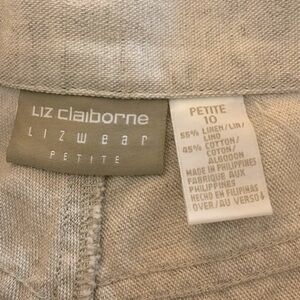 Liz claiborne
LIZwear
PETITE
PETITE
10
55% LINEN/LIN/
LINO
45% COTTON/
COTON/
ALGODON
MADE IN PHILIPPINES
FABRIQUE AUX
PHILIPPINES
HECHO EN FILIPINAS
OVER/AU VERSO